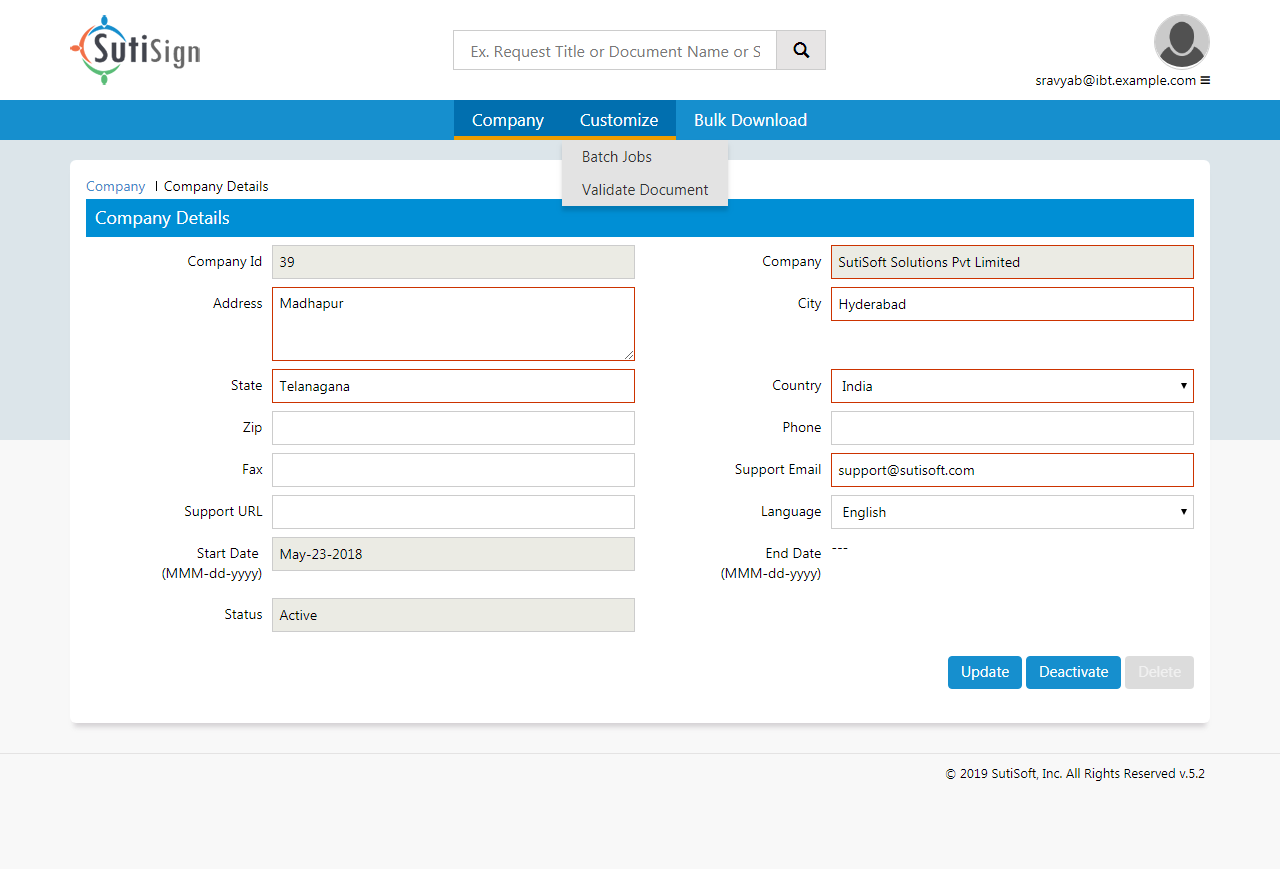 SutiSign
Ex. Request Title or Document Name or S
sravyab@ibt.example.com
Company Customize Bulk Download
Batch Jobs
Validate Document
Company | Company Details
Company Details
Company Id 39 Company SutiSoft Solutions Pvt Limited
Address Madhapur City Hyderabad
State Telanagana Country India
Zip Phone
Fax Support Email support@sutisoft.com
Support URL Language English
Start Date May-23-2018 End Date ---
(MMM-dd-yyyy) (MMM-dd-yyyy)
Status Active
Update Deactivate Delete
© 2019 SutiSoft, Inc. All Rights Reserved v.5.2